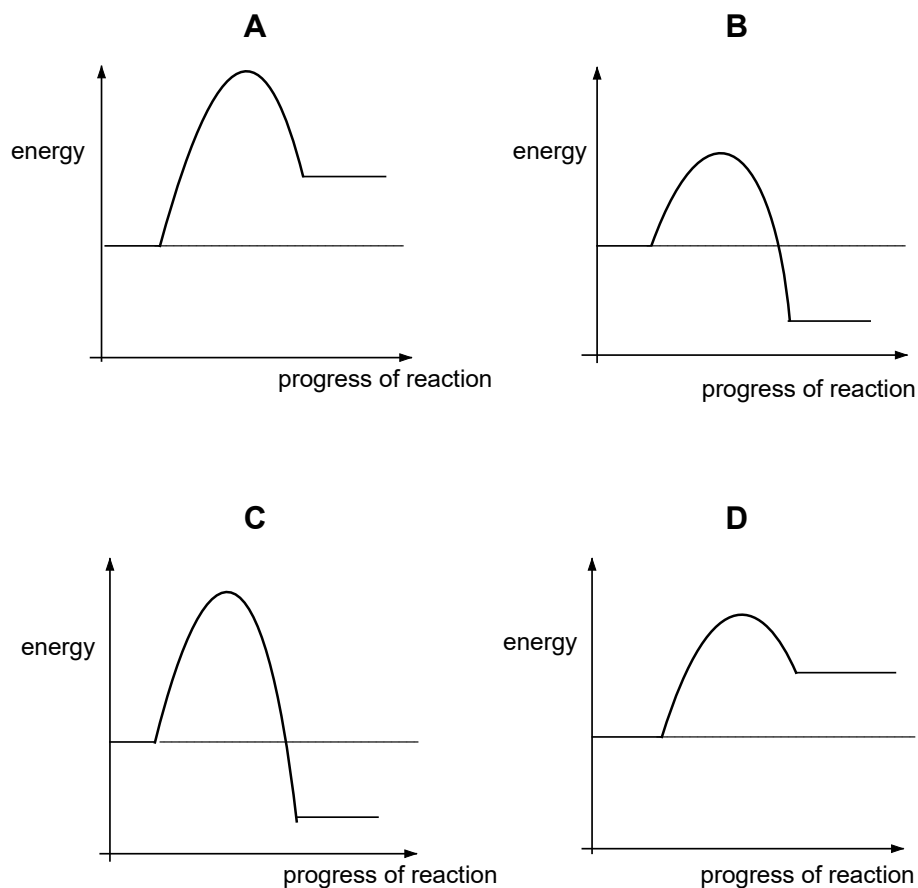 A
B
energy
energy
progress of reaction
progress of reaction
C
D
energy
energy
progress of reaction
progress of reaction